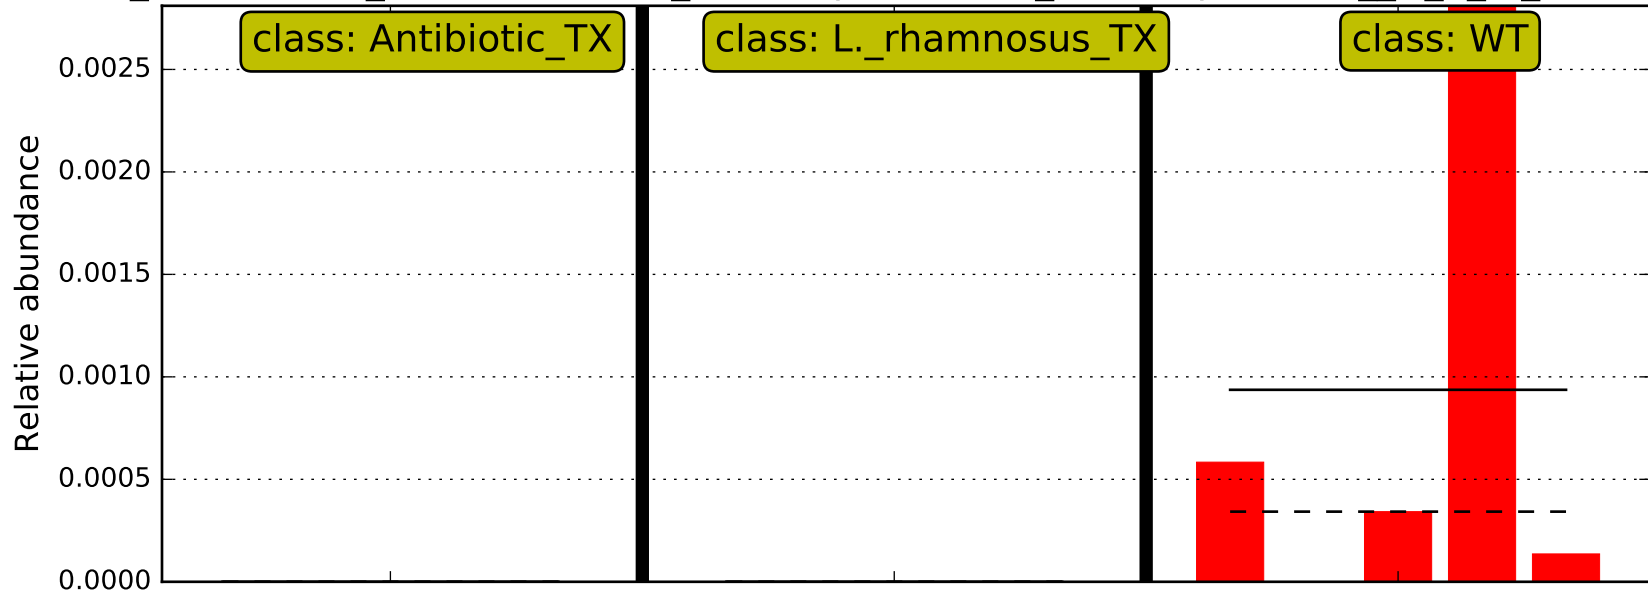 class: Antibiotic_TX
class: L._rhamnosus_TX
class: WT
0.0025
0.0020
0.0015
0.0010
0.0005
0.0000
Relative abundance